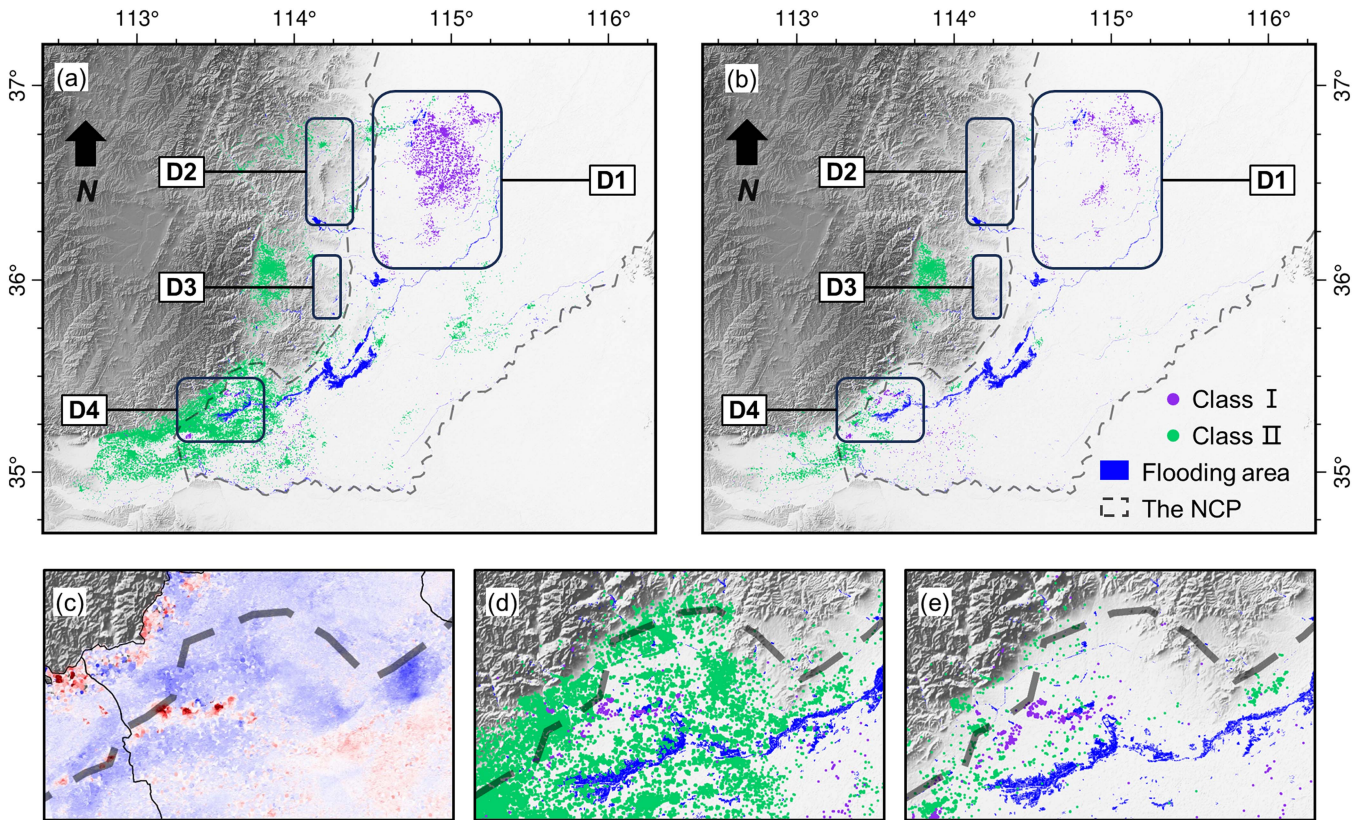 113° 114° 115° 116° 113° 114° 115° 116°
(a)
(b)
37°
36°
35°
37°
36°
35°
N
N
D2
D1
D3
D4
D2
D1
D3
D4
Class Ⅰ
Class Ⅱ
Flooding area
The NCP
(c)
(d)
(e)